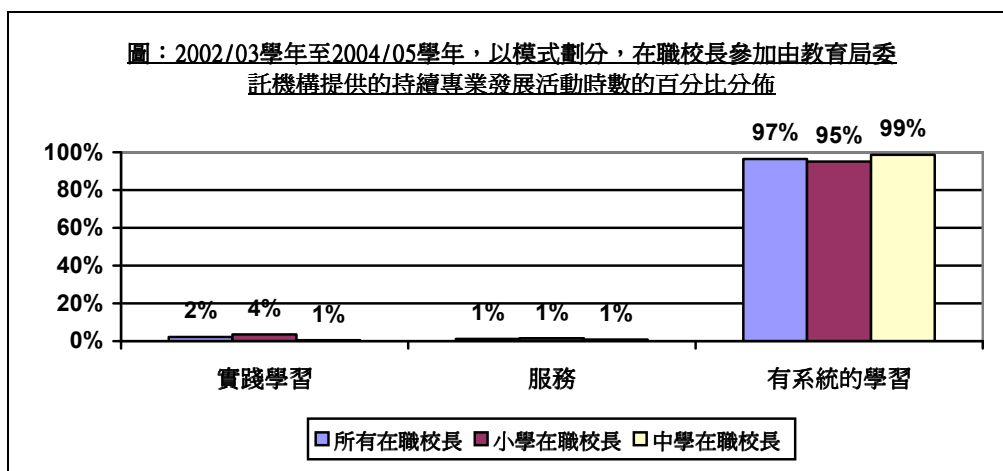 圖：2002/03學年至2004/05學年，以模式劃分，在職校長參加由教育局委
託機構提供的持續專業發展活動時數的百分比分佈
97% 95% 99%
100%
80%
60%
40%
20%
0%
2% 4% 1%
1% 1% 1%
實踐學習 服務 有系統的學習
所有在職校長 小學在職校長 中學在職校長